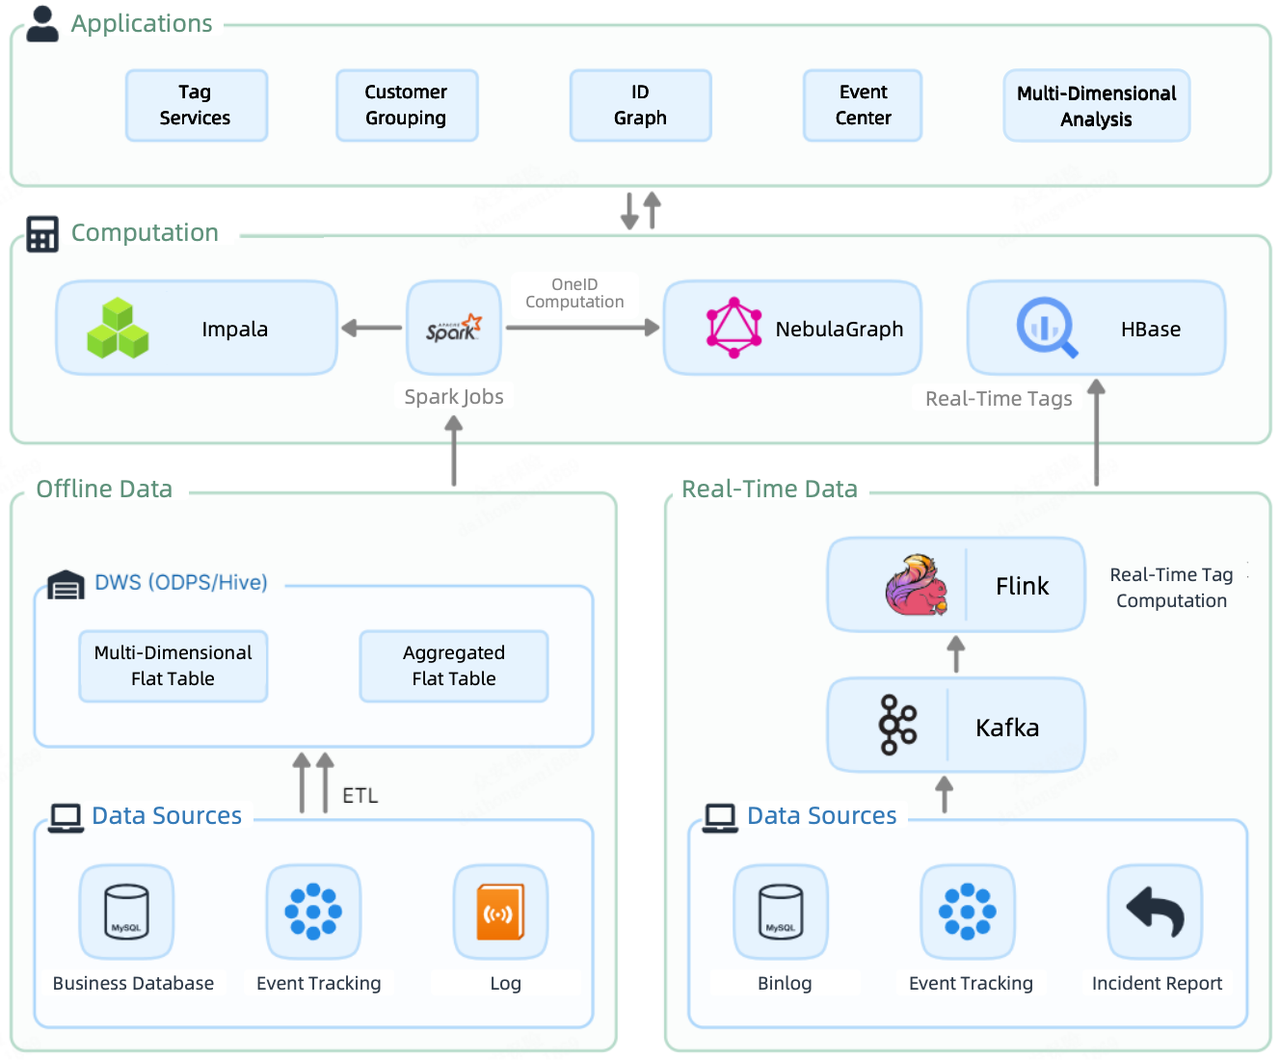 Applications
Tag
Services
Customer
Grouping
ID
Graph
Event
Center
Multi-Dimensional
Analysis
Computation
Impala
APACHE
Spark
Spark Jobs
OneID
Computation
NebulaGraph
HBase
Real-Time Tags
Offline Data
DWS (ODPS/Hive)
Multi-Dimensional
Flat Table
Aggregated
Flat Table
ETL
Data Sources
MySQL
Business Database
Event Tracking
Log
Real-Time Data
Flink
Real-Time Tag
Computation
Kafka
Data Sources
MySQL
Binlog
Event Tracking
Incident Report